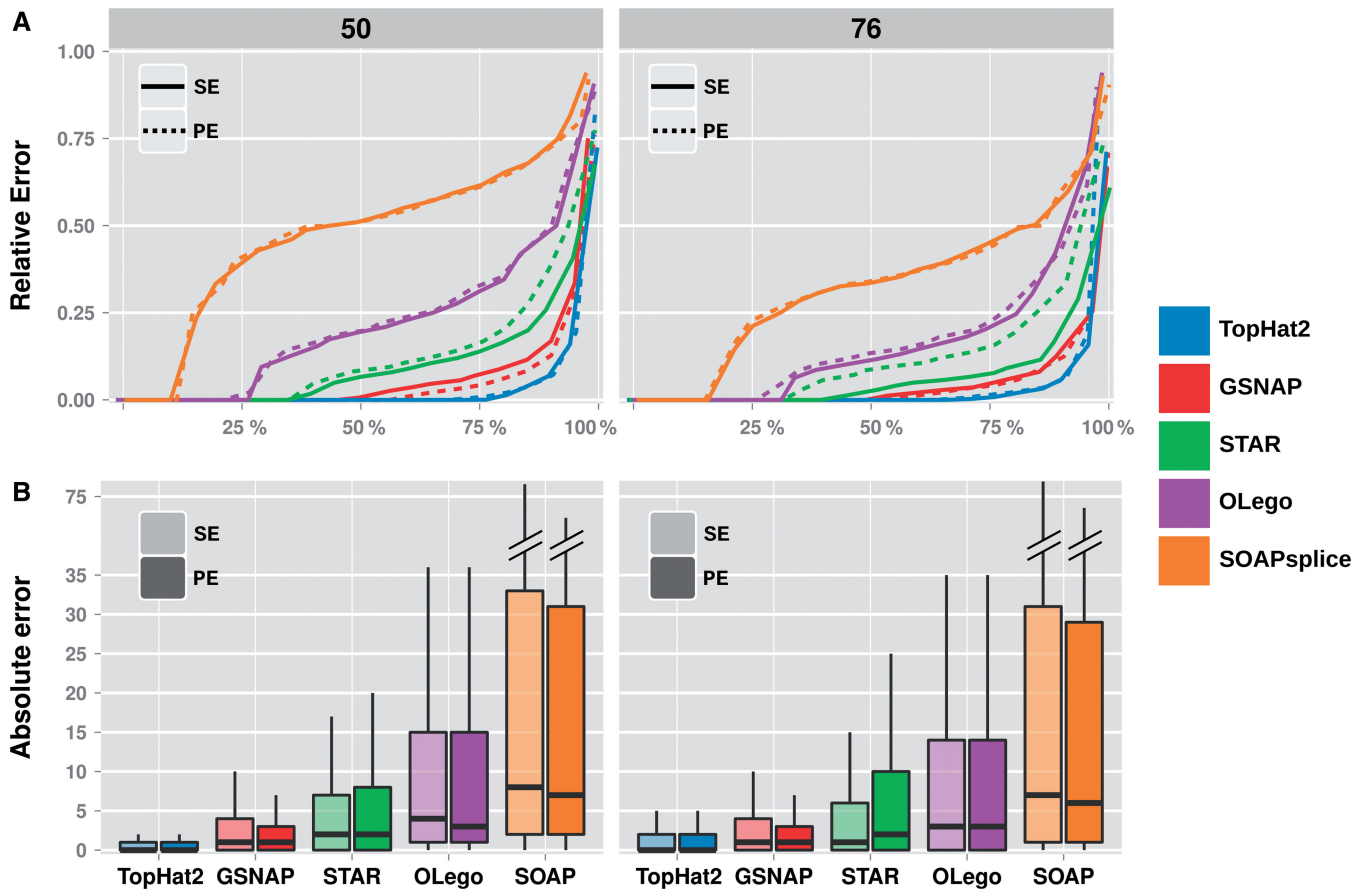 A
50
76
Relative Error
1.00
0.75
0.50
0.25
0.00
SE
PE
SE
PE
25 %
50 %
75 %
100 %
25 %
50 %
75 %
100 %
TopHat2
GSNAP
STAR
OLego
SOAPsplice
B
Absolute error
75
35
30
25
20
15
10
5
0
SE
PE
SE
PE
TopHat2 GSNAP STAR OLego SOAP
TopHat2 GSNAP STAR OLego SOAP